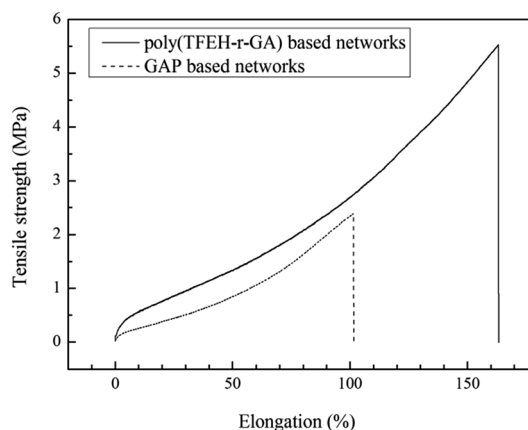 poly(TFEH-r-GA) based networks
GAP based networks
Tensile strength (MPa)
6
5
4
3
2
1
0
0 50 100 150
Elongation (%)